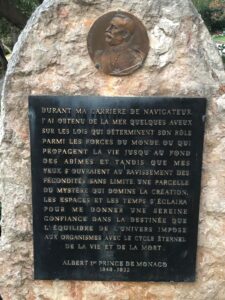 DURANT MA CARRIÈRE DE NAVIGATEUR
J'AI OBTENU DE LA MER QUELQUES AVEUX
SUR LES LOIS QUI DÉTERMINENT SON RÔLE
PARMI LES FORCES DU MONDE OU QUI
PROPAGENT LA VIE JUSQU'AU FOND
DES ABÎMES ET TANDIS QUE MES
YEUX S'OUVRAIENT AU RAVISSEMENT DES
FÉCONDITÉS SANS LIMITE UNE PARCELLE
DU MYSTÈRE QUI DOMINE LA CRÉATION,
LES ESPACES ET LES TEMPS S'ÉCLAIRA
POUR ME DONNER UNE SEREINE
CONFIANCE DANS LA DESTINÉE QUE
L'ÉQUILIBRE DE L'UNIVERS IMPOSE
AUX ORGANISMES AVEC LE CYCLE ÉTERNEL
DE LA VIE ET DE LA MORT.
ALBERT Iᵉʳ PRINCE DE MONACO
1848-1922